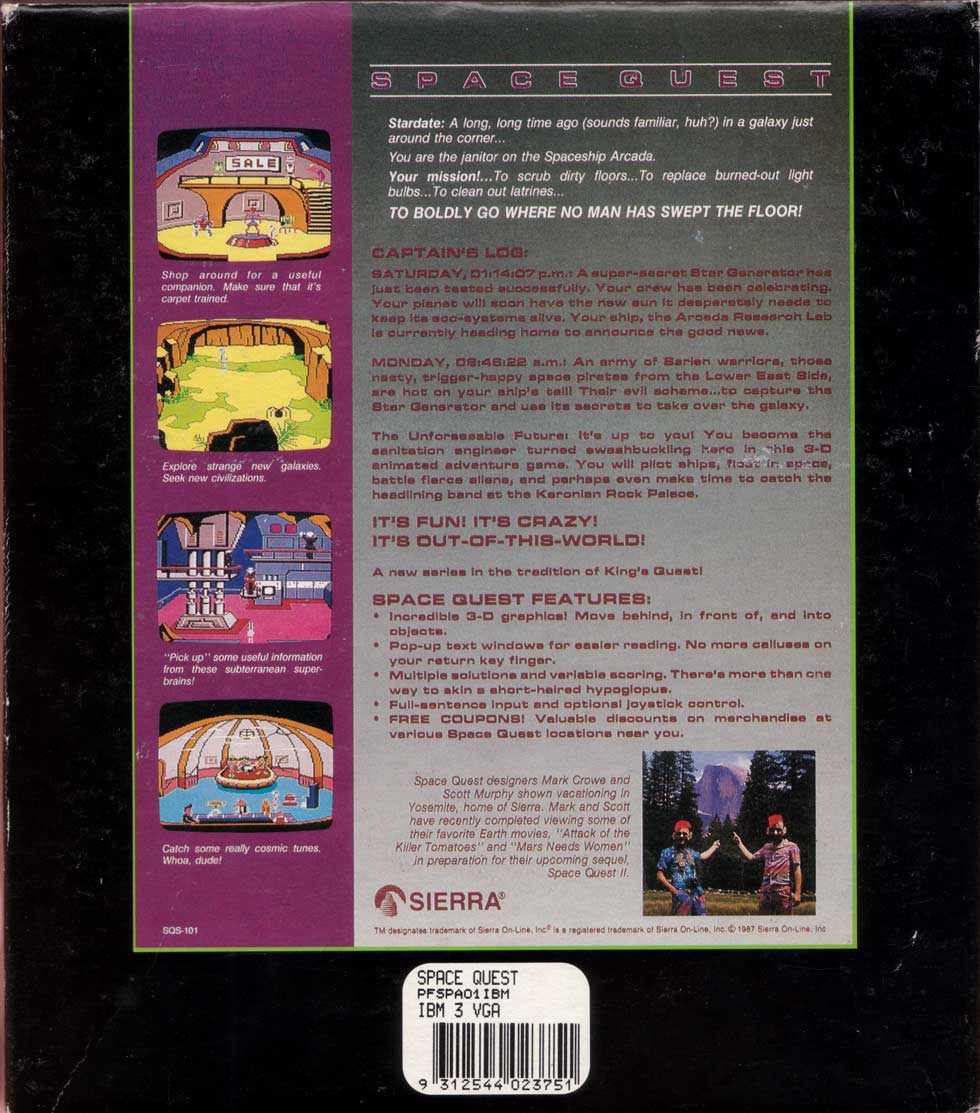 SPACE QUEST
Stardate: A long, long time ago (sounds familiar, huh?) in a galaxy just
around the corner...
You are the janitor on the Spaceship Arcada.
Your mission!...To scrub dirty floors...To replace burned-out light
bulbs...To clean out latrines...
TO BOLDLY GO WHERE NO MAN HAS SWEPT THE FLOOR!
CAPTAIN'S LOG:
SATURDAY, 01:14:07 p.m.: A super-secret Star Generator has
just been tested successfully. Your crew has been celebrating.
Your planet will soon have the new sun it desperately needs to
keep its eco-systems alive. Your ship, the Arcada Research Lab
is currently heading home to announce the good news.
MONDAY, 09:46:22 a.m.: An army of Sarien warriors, those
nasty, trigger-happy space pirates from the Lower East Side,
are hot on your ship's tail! Their evil scheme...to capture the
Star Generator and use its secrets to take over the galaxy.
The Unforseeable Future: It's up to you! You become the
sanitation engineer turned swashbuckling hero in this 3-D
animated adventure game. You will pilot ships, float in space,
battle fierce aliens, and perhaps even make time to catch the
headlining band at the Keronian Rock Palace.
IT'S FUN! IT'S CRAZY!
IT'S OUT-OF-THIS-WORLD!
A new series in the tradition of King's Quest!
SPACE QUEST FEATURES:
• Incredible 3-D graphics! Move behind, in front of, and into
objects.
• Pop-up text windows for easier reading. No more calluses on
your return key finger.
• Multiple solutions and variable scoring. There's more than one
way to skin a short-haired hypoglopus.
• Full-sentence input and optional joystick control.
• FREE COUPONS! Valuable discounts on merchandise at
various Space Quest locations near you.
Space Quest designers Mark Crowe and
Scott Murphy shown vacationing in
Yosemite, home of Sierra. Mark and Scott
have recently completed viewing some of
their favorite Earth movies, "Attack of the
Killer Tomatoes" and "Mars Needs Women"
in preparation for their upcoming sequel,
Space Quest II.
SIERRA®
TM designates trademark of Sierra On-Line, Inc.® is a registered trademark of Sierra On-Line, Inc. © 1987 Sierra On-Line, Inc
SALE
Shop around for a useful
companion. Make sure that it's
carpet trained.
Explore strange new galaxies.
Seek new civilizations.
"Pick up" some useful information
from these subterranean super-
brains!
Catch some really cosmic tunes.
Whoa, dude!
SQS-101
SPACE QUEST
PFSPA01IBM
IBM 3 VGA
9 312544 023751